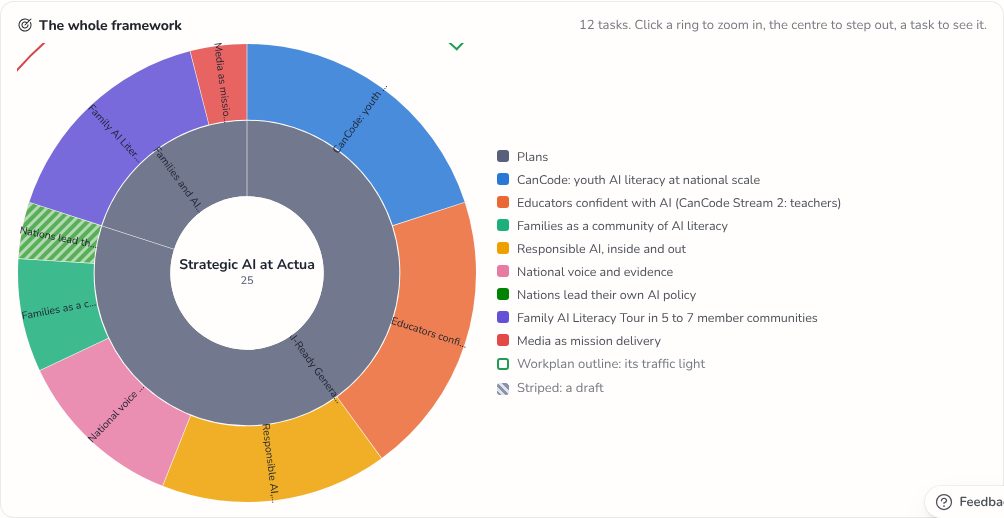 The whole framework
12 tasks. Click a ring to zoom in, the centre to step out, a task to see it.
Media as missio...
CanCode: youth ...
Family AI Liter...
Families and AI...
Nations lead th...
Strategic AI at Actua
25
Families as a c...
Educators confi...
I-Ready Genera...
National voice ...
Responsible AI,...
Plans
CanCode: youth AI literacy at national scale
Educators confident with AI (CanCode Stream 2: teachers)
Families as a community of AI literacy
Responsible AI, inside and out
National voice and evidence
Nations lead their own AI policy
Family AI Literacy Tour in 5 to 7 member communities
Media as mission delivery
Workplan outline: its traffic light
Striped: a draft
Feedba